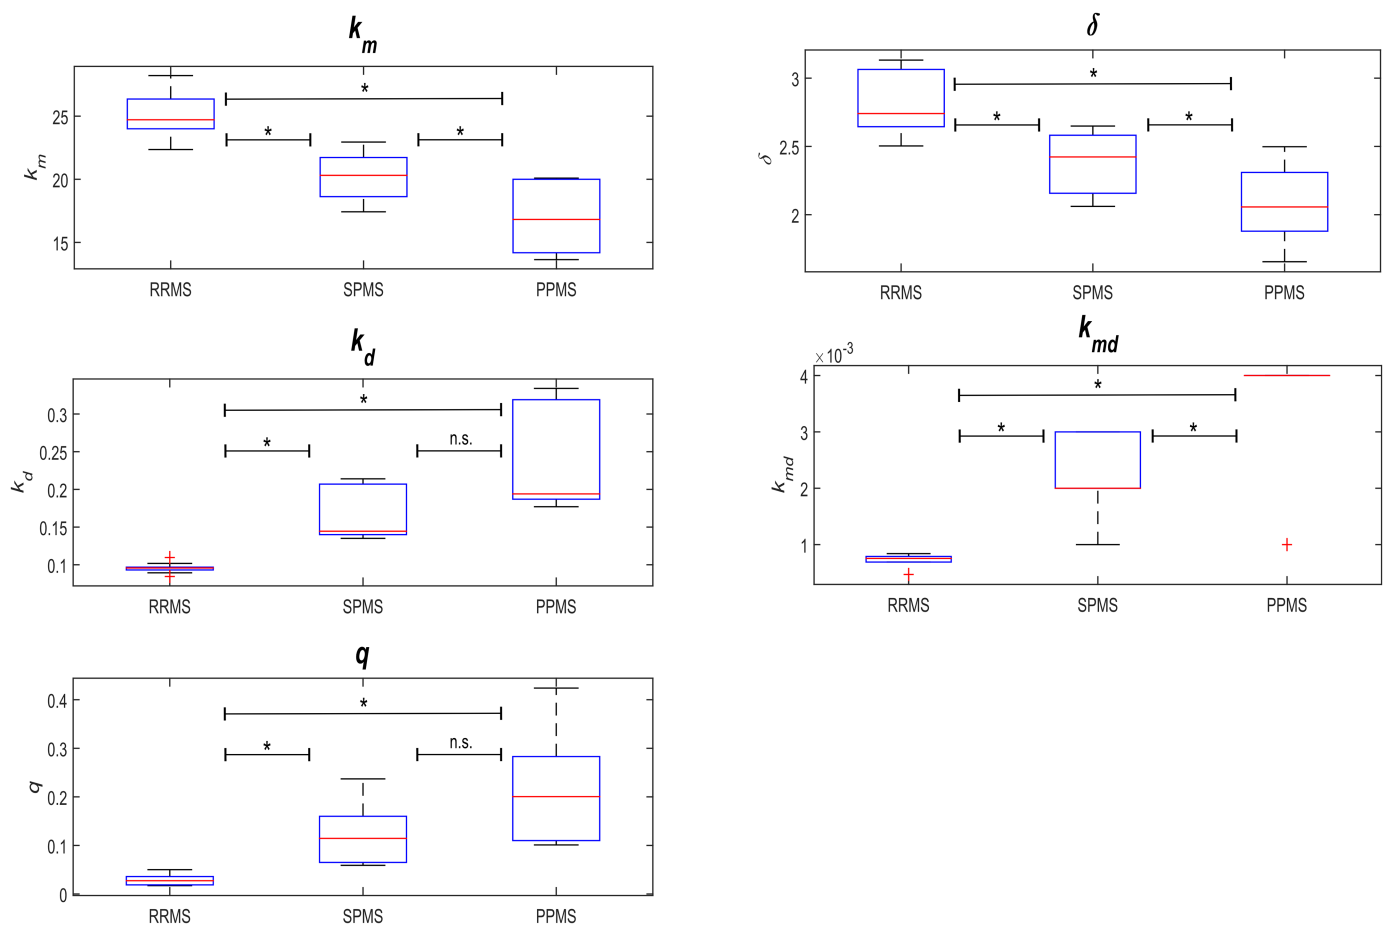 k_m
*
* *
25
20
15
k_m
RRMS SPMS PPMS
δ
*
* *
3
2.5
2
δ
RRMS SPMS PPMS
k_d
*
* n.s.
0.3
0.25
0.2
0.15
0.1
k_d
RRMS SPMS PPMS
k_md
×10^-3
*
* *
4
3
2
1
k_md
RRMS SPMS PPMS
q
*
* n.s.
0.4
0.3
0.2
0.1
0
q
RRMS SPMS PPMS